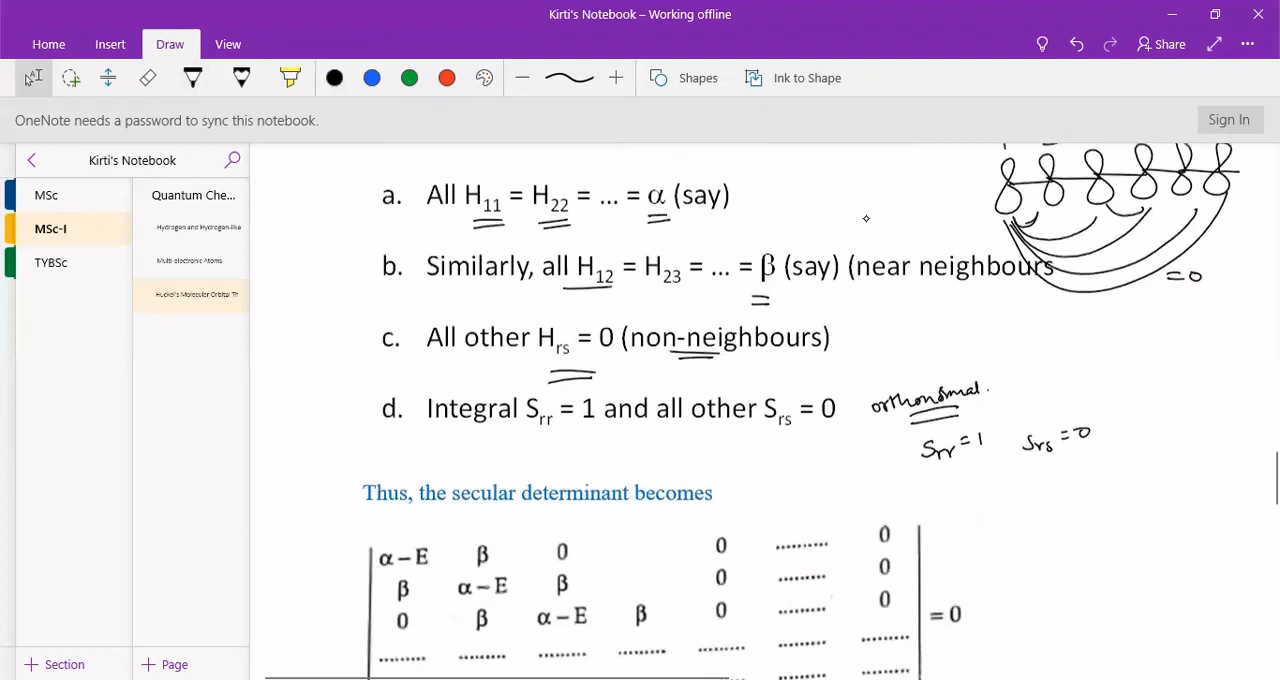 Kirti's Notebook – Working offline
Home Insert Draw View
Share
Shapes Ink to Shape
OneNote needs a password to sync this notebook. Sign In
Kirti's Notebook
MSc
MSc-I
TYBSc
Quantum Che...
Hydrogen and Hydrogen-like
Multi electronic Atoms
Huckel's Molecular Orbital Th
a. All H11 = H22 = ... = α (say)
b. Similarly, all H12 = H23 = ... = β (say) (near neighbours
= 0
c. All other Hrs = 0 (non-neighbours)
d. Integral Srr = 1 and all other Srs = 0
orthonormal.
Srr = 1 Srs = 0
Thus, the secular determinant becomes
α – E β 0 0 .......... 0
β α – E β 0 .......... 0
0 β α – E β 0 .......... 0
= 0
.......... .......... .......... .......... .......... .......... ..........
.......... ..........
+ Section + Page